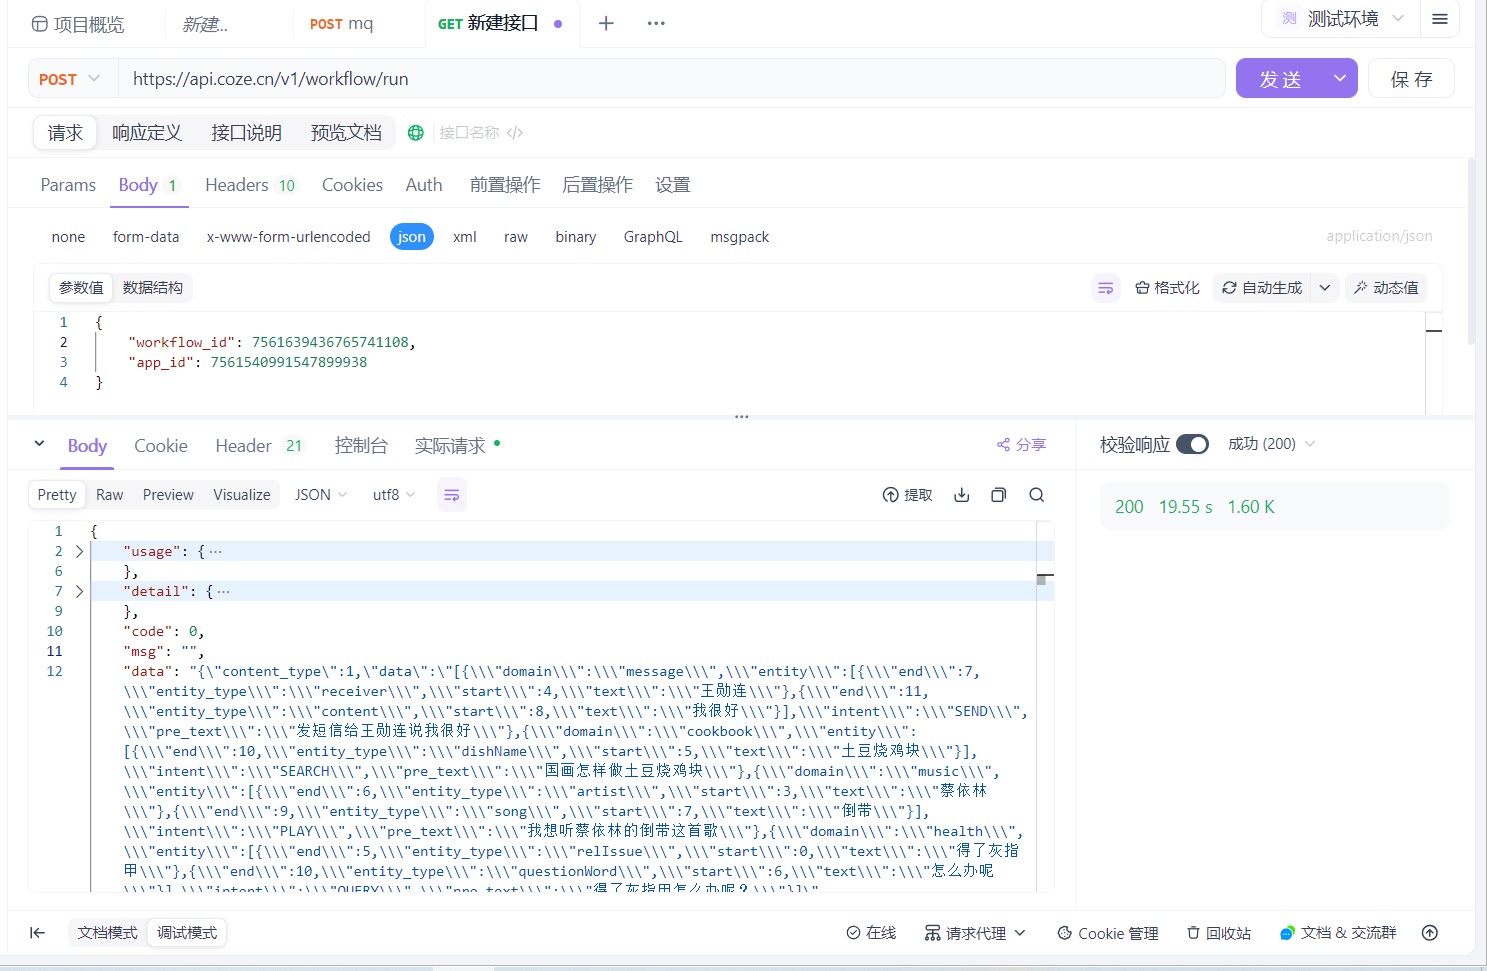 项目概览
新建...
POST mq
GET 新建接口
测 测试环境
POST
https://api.coze.cn/v1/workflow/run
发送
保存
请求
响应定义
接口说明
预览文档
接口名称 </>
Params
Body 1
Headers 10
Cookies
Auth
前置操作
后置操作
设置
none
form-data
x-www-form-urlencoded
json
xml
raw
binary
GraphQL
msgpack
application/json
参数值
数据结构
格式化
自动生成
动态值
1 {
2 "workflow_id": 7561639436765741108,
3 "app_id": 7561540991547899938
4 }
Body
Cookie
Header 21
控制台
实际请求
分享
校验响应
成功 (200)
Pretty
Raw
Preview
Visualize
JSON
utf8
提取
200 19.55 s 1.60 K
1 {
2 "usage": { ···
6 },
7 "detail": { ···
9 },
10 "code": 0,
11 "msg": "",
12 "data": "{\"content_type\":1,\"data\":\"[{\\\"domain\\\":\\\"message\\\",\\\"entity\\\":[{\\\"end\\\":7,
\\\"entity_type\\\":\\\"receiver\\\",\\\"start\\\":4,\\\"text\\\":\\\"王勋连\\\"},{\\\"end\\\":11,
\\\"entity_type\\\":\\\"content\\\",\\\"start\\\":8,\\\"text\\\":\\\"我很好\\\"}],\\\"intent\\\":\\\"SEND\\\",
\\\"pre_text\\\":\\\"发短信给王勋连说我很好\\\"},{\\\"domain\\\":\\\"cookbook\\\",\\\"entity\\\":
[{\\\"end\\\":10,\\\"entity_type\\\":\\\"dishName\\\",\\\"start\\\":5,\\\"text\\\":\\\"土豆烧鸡块\\\"}],
\\\"intent\\\":\\\"SEARCH\\\",\\\"pre_text\\\":\\\"国画怎样做土豆烧鸡块\\\"},{\\\"domain\\\":\\\"music\\\",
\\\"entity\\\":[{\\\"end\\\":6,\\\"entity_type\\\":\\\"artist\\\",\\\"start\\\":3,\\\"text\\\":\\\"蔡依林
\\\"},{\\\"end\\\":9,\\\"entity_type\\\":\\\"song\\\",\\\"start\\\":7,\\\"text\\\":\\\"倒带\\\"}],
\\\"intent\\\":\\\"PLAY\\\",\\\"pre_text\\\":\\\"我想听蔡依林的倒带这首歌\\\"},{\\\"domain\\\":\\\"health\\\",
\\\"entity\\\":[{\\\"end\\\":5,\\\"entity_type\\\":\\\"relIssue\\\",\\\"start\\\":0,\\\"text\\\":\\\"得了灰指
甲\\\"},{\\\"end\\\":10,\\\"entity_type\\\":\\\"questionWord\\\",\\\"start\\\":6,\\\"text\\\":\\\"怎么办呢
\\\"}],\\\"intent\\\":\\\"QUERY\\\",\\\"pre_text\\\":\\\"得了灰指甲怎么办呢？\\\"}]\"
文档模式
调试模式
在线
请求代理
Cookie 管理
回收站
文档 & 交流群